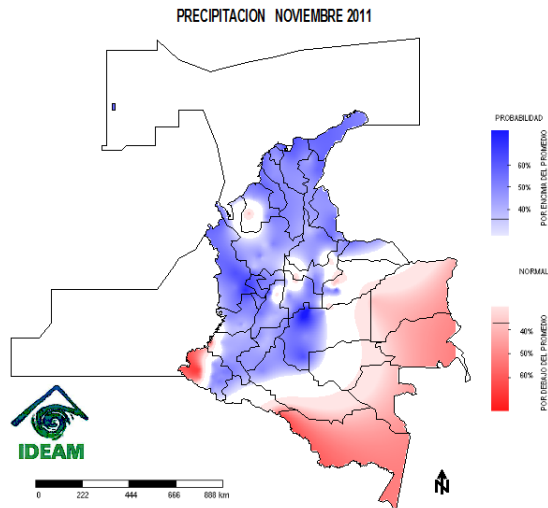 PRECIPITACION NOVIEMBRE 2011
PROBABILIDAD
60%
50%
40%
POR ENCIMA DEL PROMEDIO
NORMAL
40%
50%
60%
POR DEBAJO DEL PROMEDIO
IDEAM
0 222 444 666 888 km
N